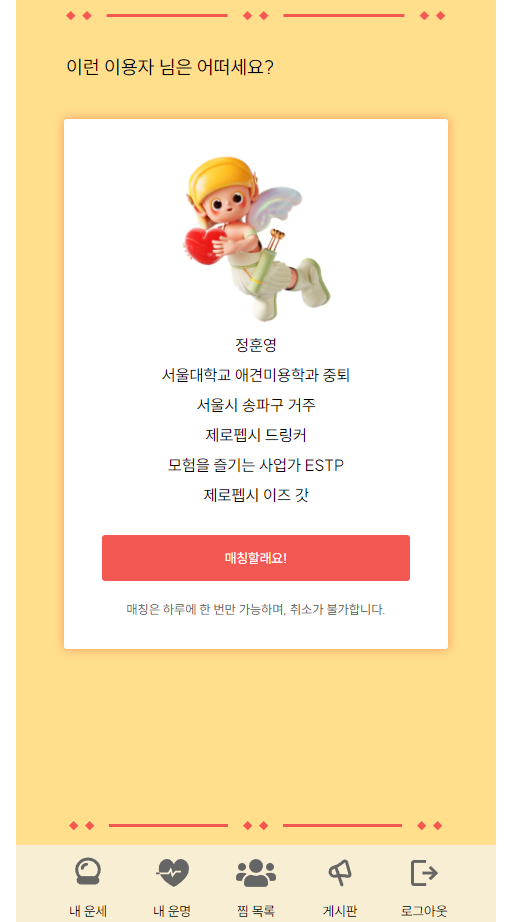 이런 이용자 님은 어떠세요?
정훈영
서울대학교 애견미용학과 중퇴
서울시 송파구 거주
제로펩시 드링커
모험을 즐기는 사업가 ESTP
제로펩시 이즈 갓
매칭할래요!
매칭은 하루에 한 번만 가능하며, 취소가 불가합니다.
내 운세 내 운명 찜 목록 게시판 로그아웃